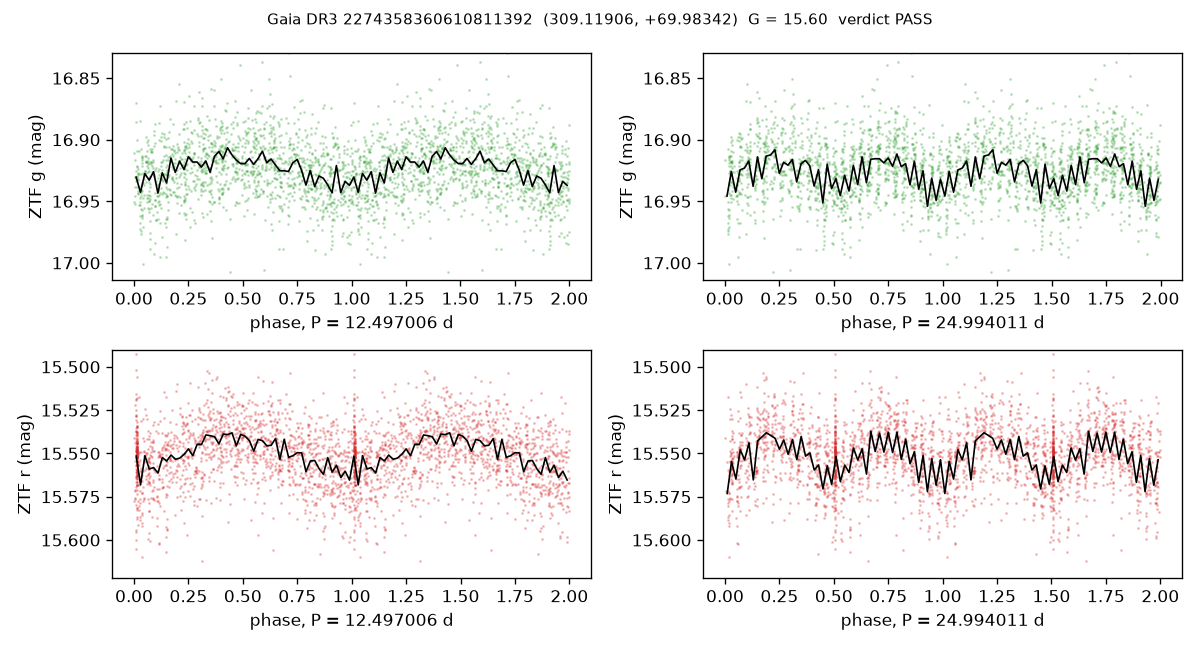 Gaia DR3 2274358360610811392 (309.11906, +69.98342) G = 15.60 verdict PASS
ZTF g (mag)
16.85
16.90
16.95
17.00
0.00 0.25 0.50 0.75 1.00 1.25 1.50 1.75 2.00
phase, P = 12.497006 d
ZTF g (mag)
16.85
16.90
16.95
17.00
0.00 0.25 0.50 0.75 1.00 1.25 1.50 1.75 2.00
phase, P = 24.994011 d
ZTF r (mag)
15.500
15.525
15.550
15.575
15.600
0.00 0.25 0.50 0.75 1.00 1.25 1.50 1.75 2.00
phase, P = 12.497006 d
ZTF r (mag)
15.500
15.525
15.550
15.575
15.600
0.00 0.25 0.50 0.75 1.00 1.25 1.50 1.75 2.00
phase, P = 24.994011 d